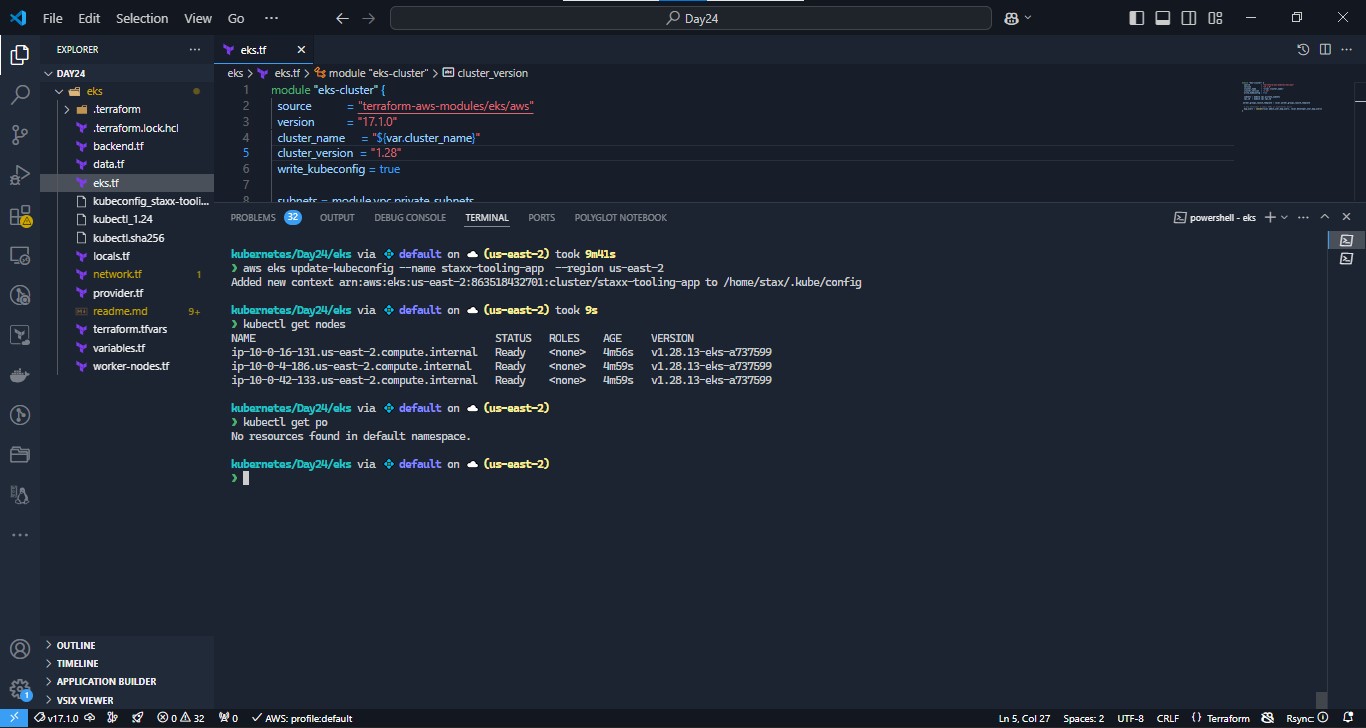 File Edit Selection View Go ··· Day24
EXPLORER ···
DAY24
eks
.terraform
.terraform.lock.hcl
backend.tf
data.tf
eks.tf
kubeconfig_staxx-tooli...
kubectl_1.24
kubectl.sha256
locals.tf
network.tf 1
provider.tf
readme.md 9+
terraform.tfvars
variables.tf
worker-nodes.tf
OUTLINE
TIMELINE
APPLICATION BUILDER
VSIX VIEWER
eks.tf
eks > eks.tf > module "eks-cluster" > cluster_version
1 module "eks-cluster" {
2 source = "terraform-aws-modules/eks/aws"
3 version = "17.1.0"
4 cluster_name = "${var.cluster_name}"
5 cluster_version = "1.28"
6 write_kubeconfig = true
7
8 subnets = module.vpc.private_subnets
PROBLEMS 32 OUTPUT DEBUG CONSOLE TERMINAL PORTS POLYGLOT NOTEBOOK powershell - eks
kubernetes/Day24/eks via default on (us-east-2) took 9m41s
❯ aws eks update-kubeconfig --name staxx-tooling-app --region us-east-2
Added new context arn:aws:eks:us-east-2:863518432701:cluster/staxx-tooling-app to /home/stax/.kube/config
kubernetes/Day24/eks via default on (us-east-2) took 9s
❯ kubectl get nodes
NAME STATUS ROLES AGE VERSION
ip-10-0-16-131.us-east-2.compute.internal Ready <none> 4m56s v1.28.13-eks-a737599
ip-10-0-4-186.us-east-2.compute.internal Ready <none> 4m59s v1.28.13-eks-a737599
ip-10-0-42-133.us-east-2.compute.internal Ready <none> 4m59s v1.28.13-eks-a737599
kubernetes/Day24/eks via default on (us-east-2)
❯ kubectl get po
No resources found in default namespace.
kubernetes/Day24/eks via default on (us-east-2)
❯
1
v17.1.0 0 32 0 AWS: profile:default Ln 5, Col 27 Spaces: 2 UTF-8 CRLF { } Terraform Rsync: